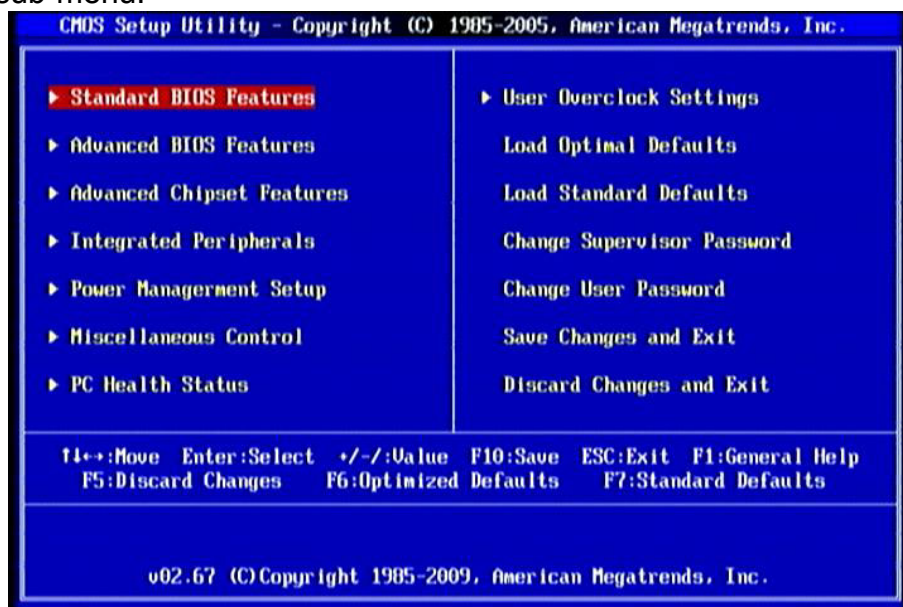 sub-menu.
CMOS Setup Utility - Copyright (C) 1985-2005, American Megatrends, Inc.
▶ Standard BIOS Features
▶ Advanced BIOS Features
▶ Advanced Chipset Features
▶ Integrated Peripherals
▶ Power Managerment Setup
▶ Miscellaneous Control
▶ PC Health Status
▶ User Overclock Settings
Load Optimal Defaults
Load Standard Defaults
Change Supervisor Password
Change User Password
Save Changes and Exit
Discard Changes and Exit
↑↓←→:Move Enter:Select +/-/:Value F10:Save ESC:Exit F1:General Help
F5:Discard Changes F6:Optimized Defaults F7:Standard Defaults
v02.67 (C)Copyright 1985-2009, American Megatrends, Inc.